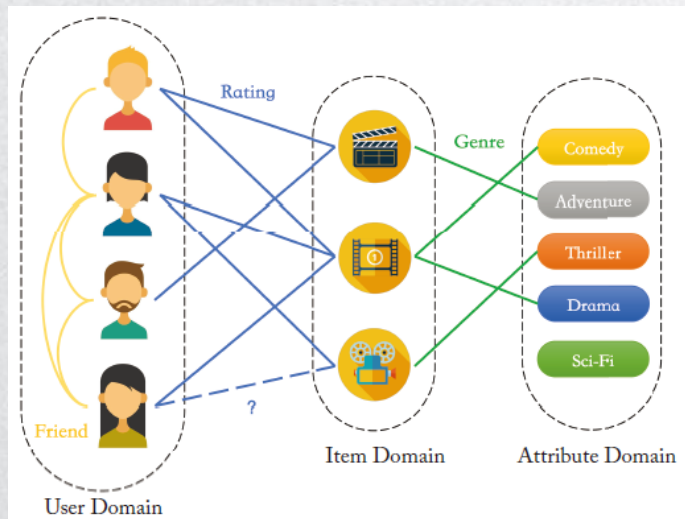 Rating
Genre
Comedy
Adventure
Thriller
Drama
Sci-Fi
Friend
?
Item Domain
Attribute Domain
User Domain